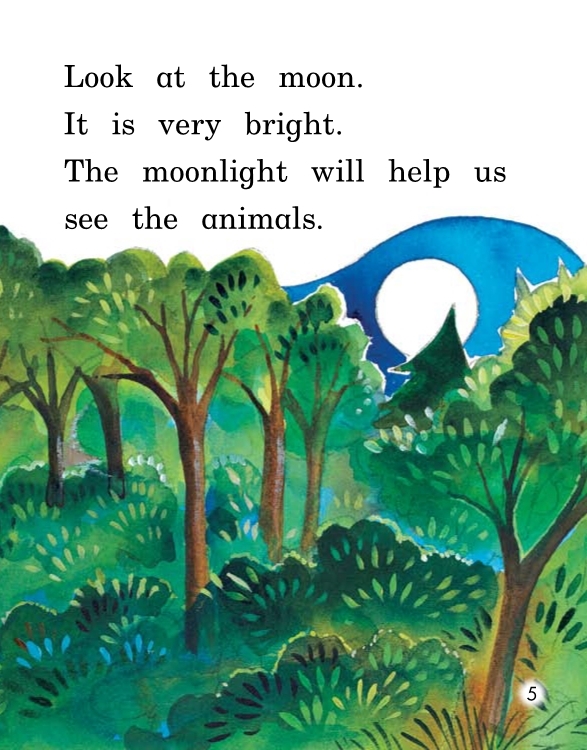 Look at the moon.
It is very bright.
The moonlight will help us
see the animals.
5